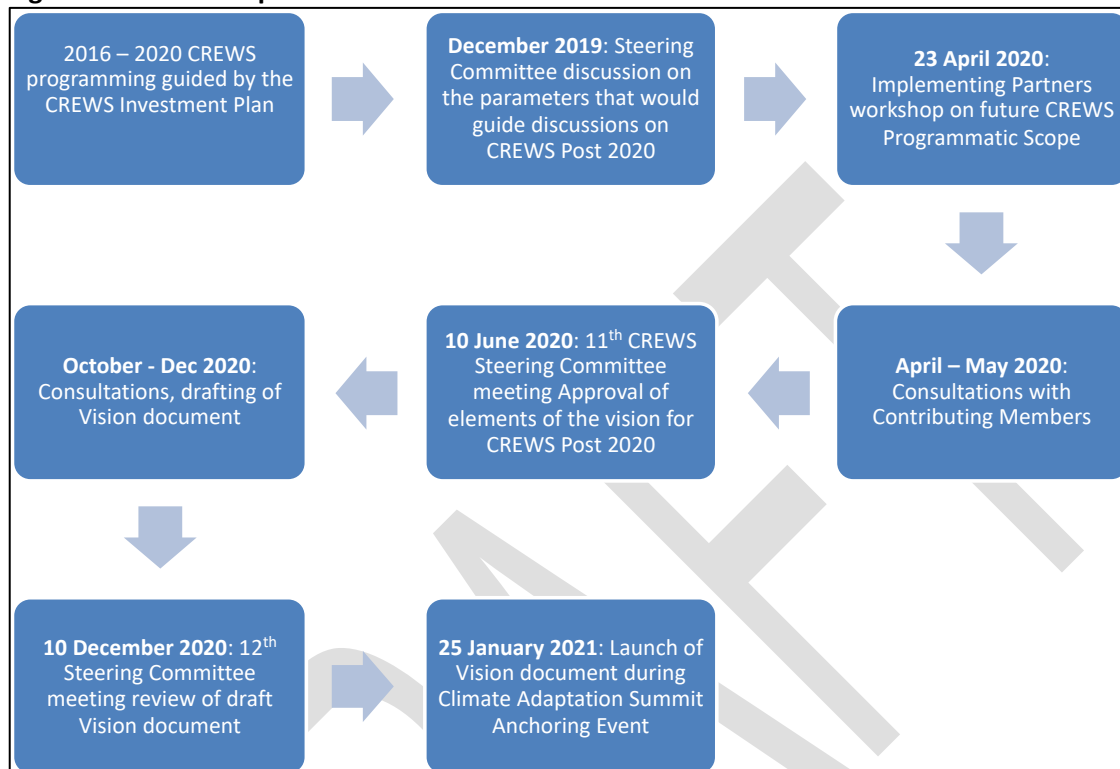 2016 – 2020 CREWS
programming guided by the
CREWS Investment Plan
December 2019: Steering
Committee discussion on
the parameters that would
guide discussions on
CREWS Post 2020
23 April 2020:
Implementing Partners
workshop on future CREWS
Programmatic Scope
April – May 2020:
Consultations with
Contributing Members
10 June 2020: 11th CREWS
Steering Committee
meeting Approval of
elements of the vision for
CREWS Post 2020
October - Dec 2020:
Consultations, drafting of
Vision document
10 December 2020: 12th
Steering Committee
meeting review of draft
Vision document
25 January 2021: Launch of
Vision document during
Climate Adaptation Summit
Anchoring Event